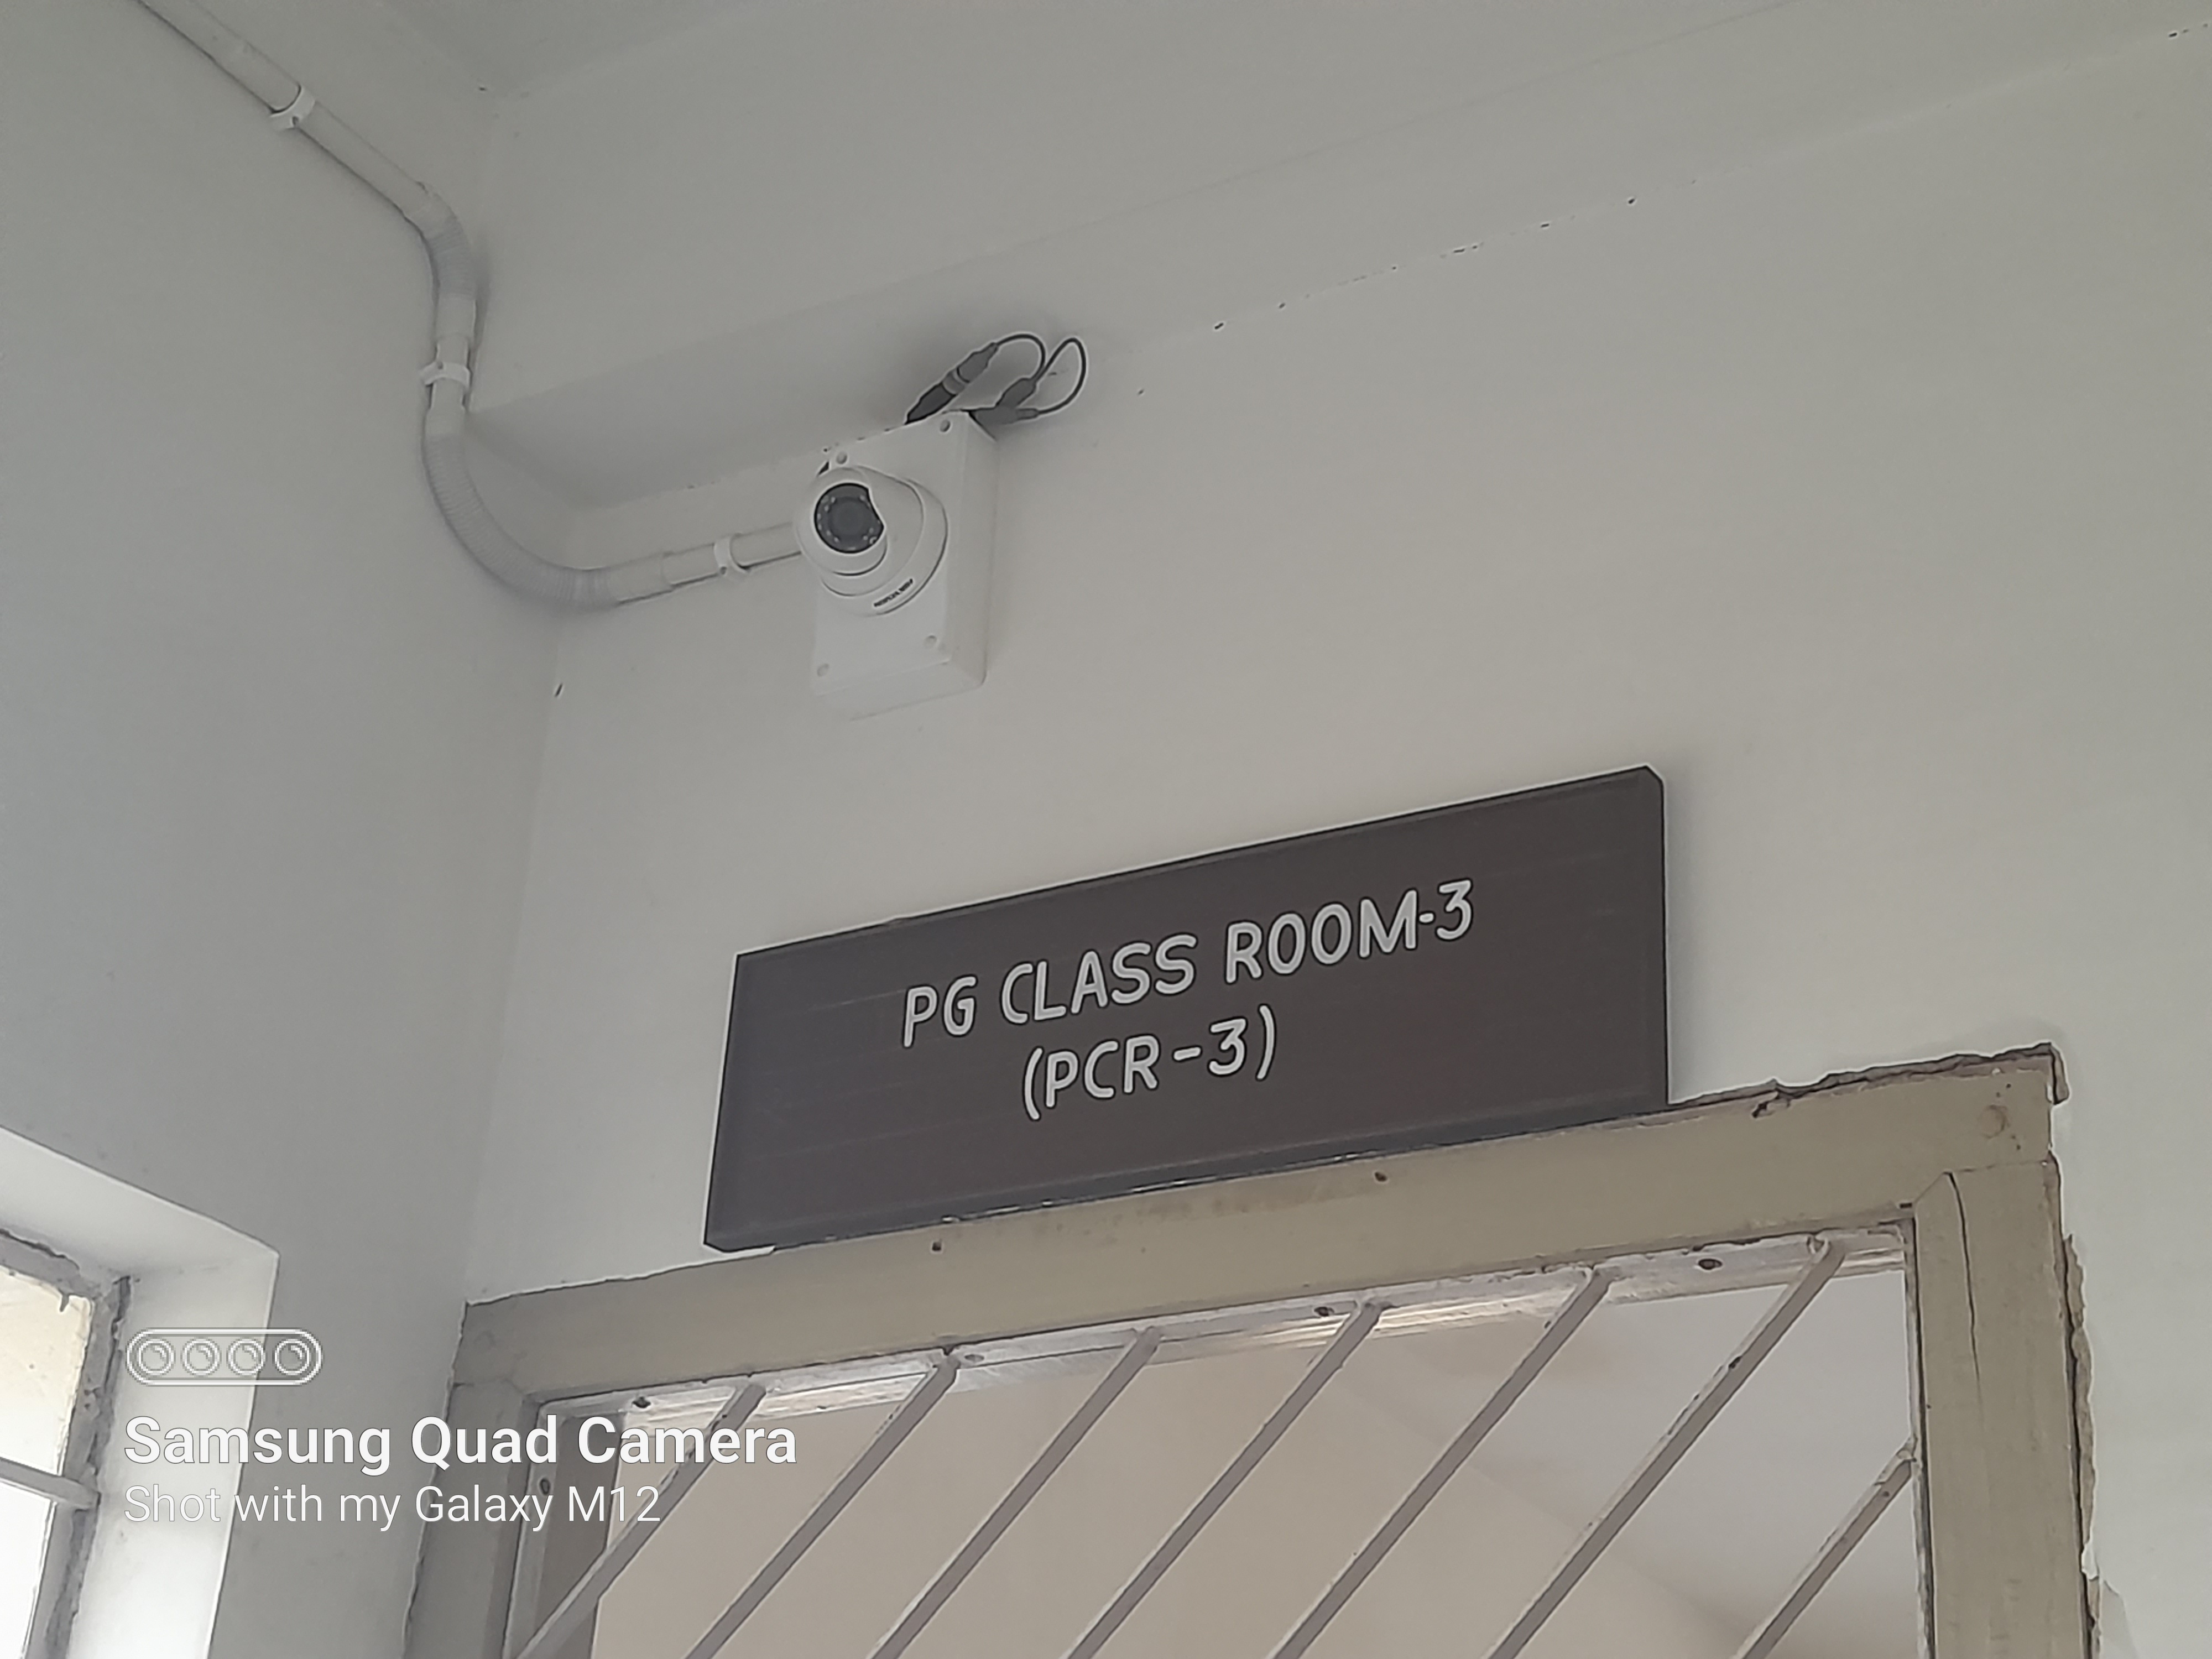 PG CLASS ROOM-3
(PCR-3)
Samsung Quad Camera
Shot with my Galaxy M12